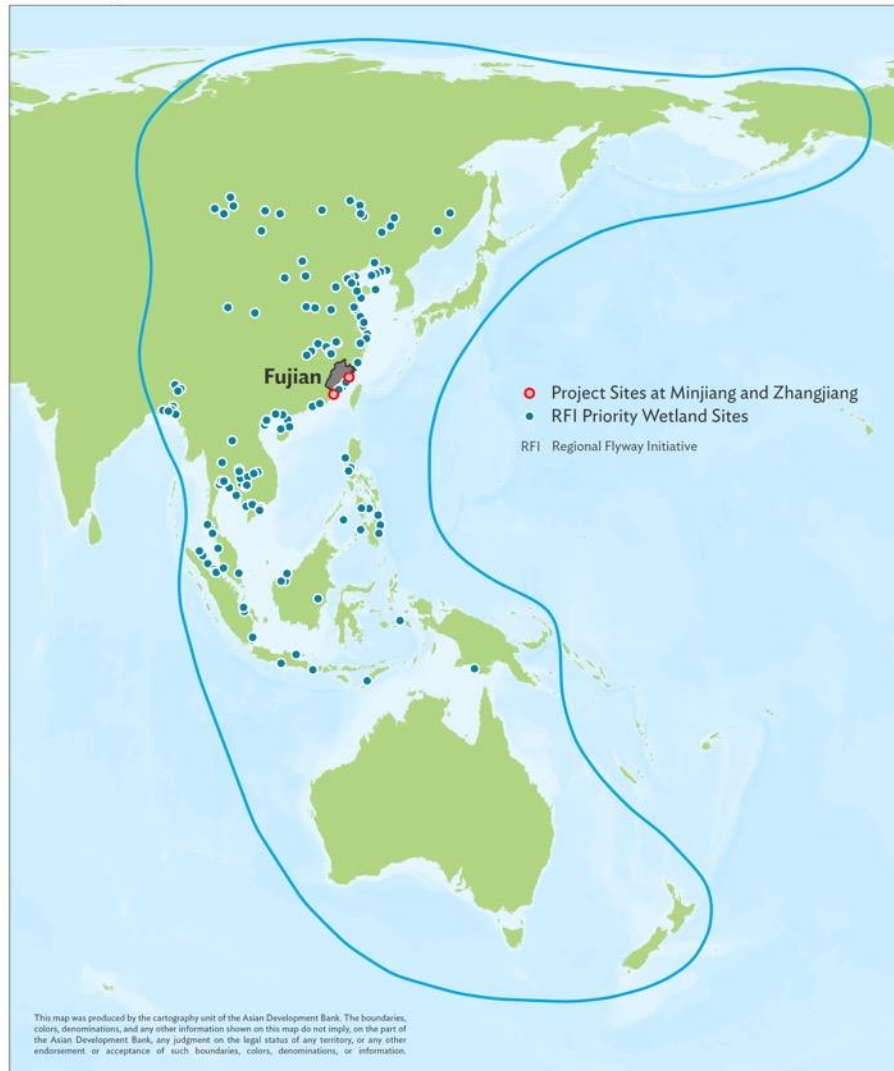 Fujian
Project Sites at Minjiang and Zhangjiang
RFI Priority Wetland Sites
RFI Regional Flyway Initiative
This map was produced by the cartography unit of the Asian Development Bank. The boundaries,
colors, denominations, and any other information shown on this map do not imply, on the part of
the Asian Development Bank, any judgment on the legal status of any territory, or any other
endorsement or acceptance of such boundaries, colors, denominations, or information.